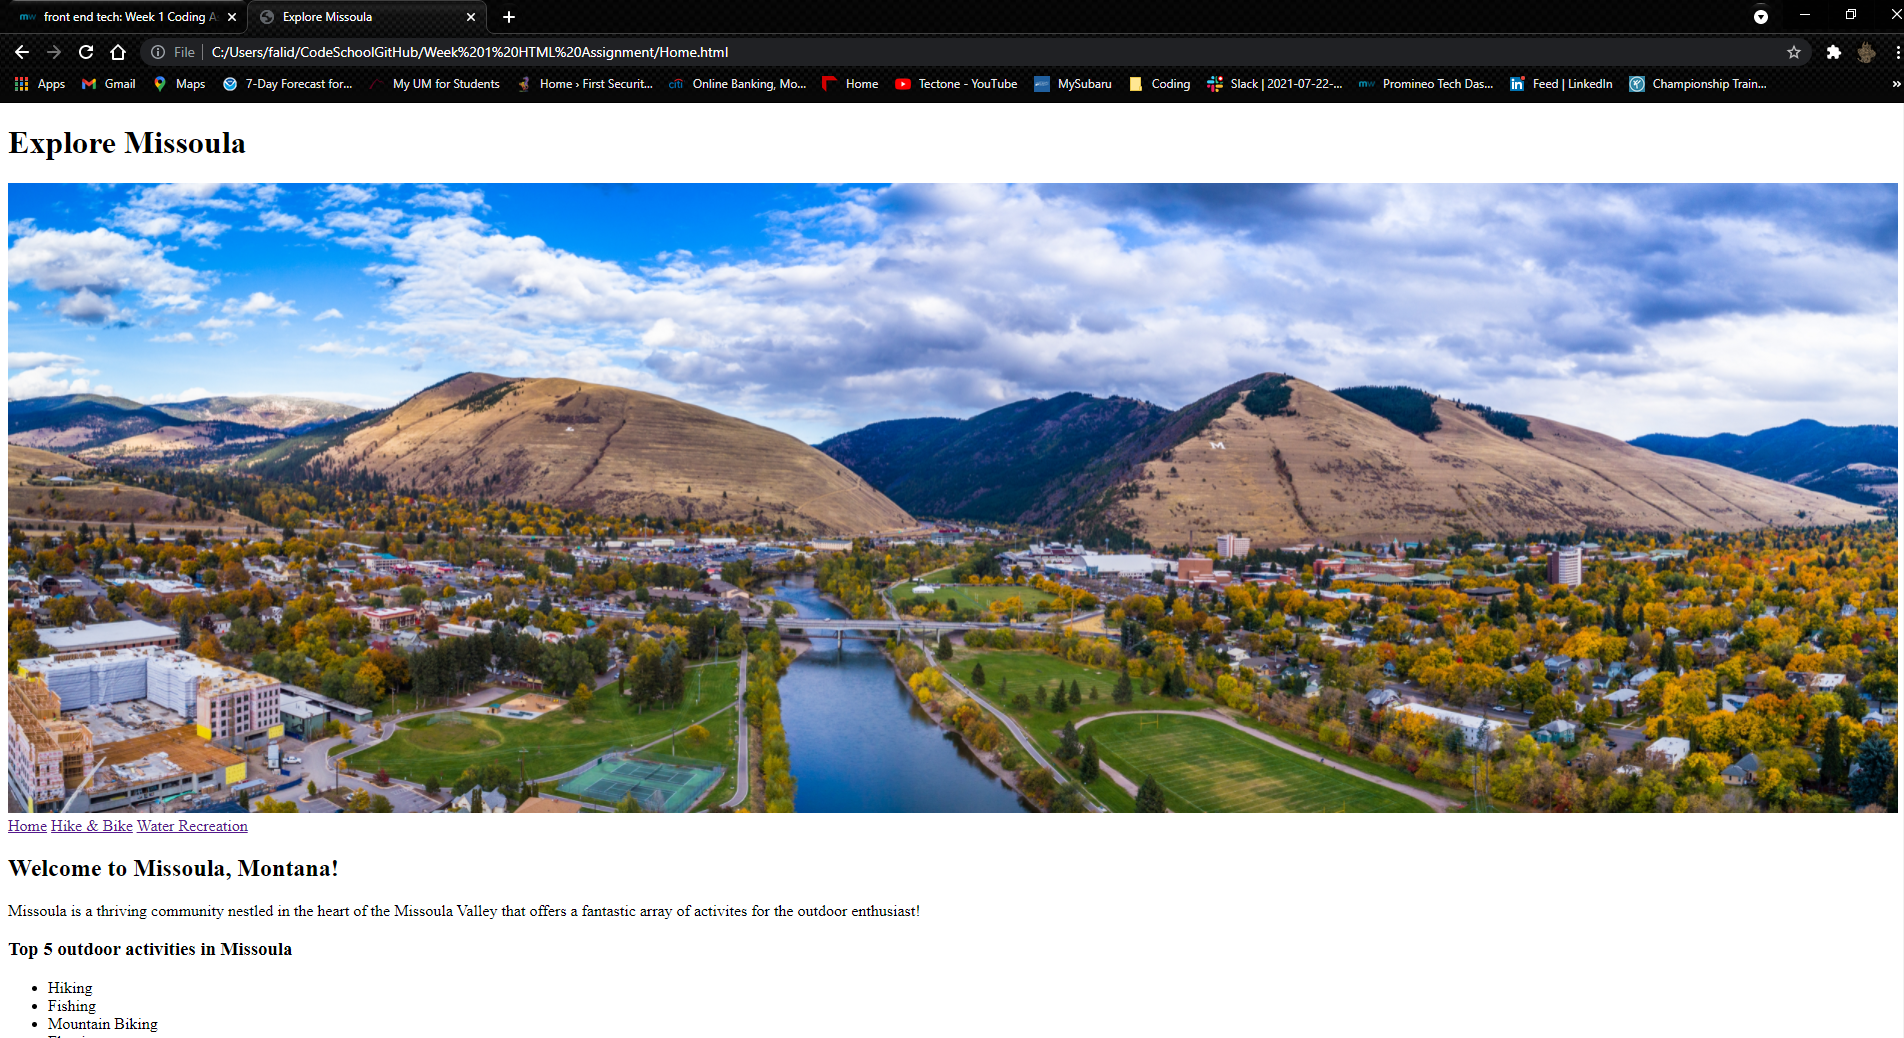 front end tech: Week 1 Coding A
Explore Missoula
File
C:/Users/falid/CodeSchoolGitHub/Week%201%20HTML%20Assignment/Home.html
Apps
Gmail
Maps
7-Day Forecast for...
My UM for Students
Home › First Securit...
citi
Online Banking, Mo...
Home
Tectone - YouTube
MySubaru
Coding
Slack | 2021-07-22-...
Promineo Tech Das...
Feed | LinkedIn
Championship Train...
»
Explore Missoula
M
Home Hike & Bike Water Recreation
Welcome to Missoula, Montana!
Missoula is a thriving community nestled in the heart of the Missoula Valley that offers a fantastic array of activites for the outdoor enthusiast!
Top 5 outdoor activities in Missoula
• Hiking
• Fishing
• Mountain Biking